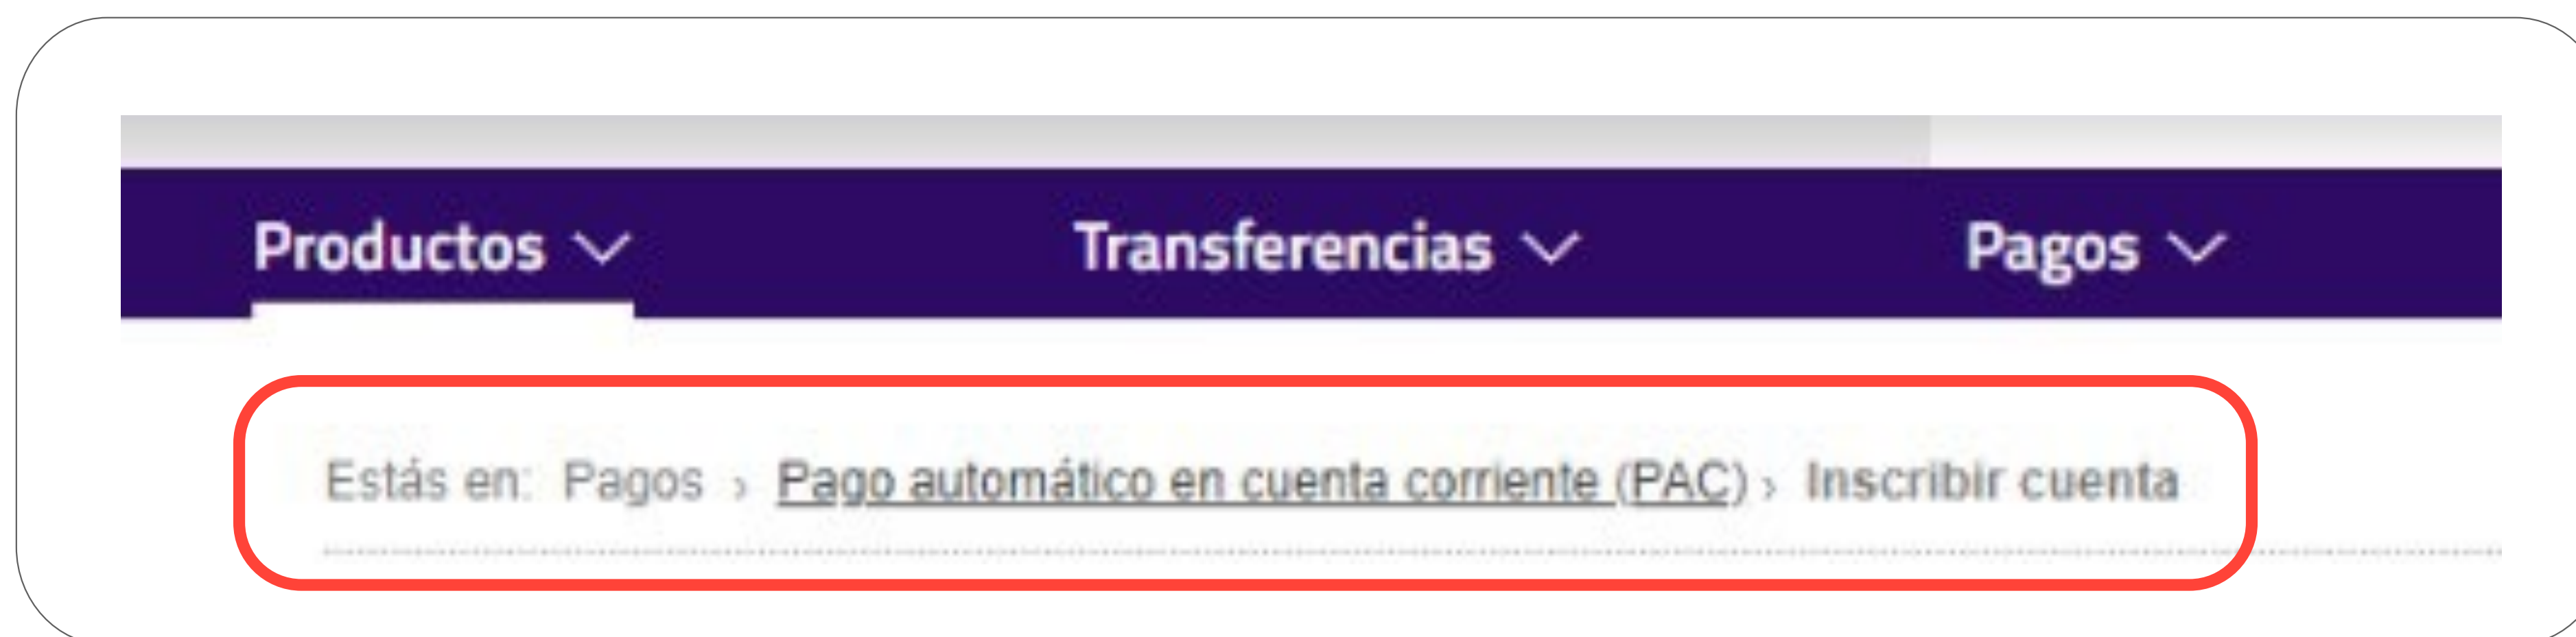 Productos Transferencias Pagos
Estás en: Pagos › Pago automático en cuenta corriente (PAC) › Inscribir cuenta